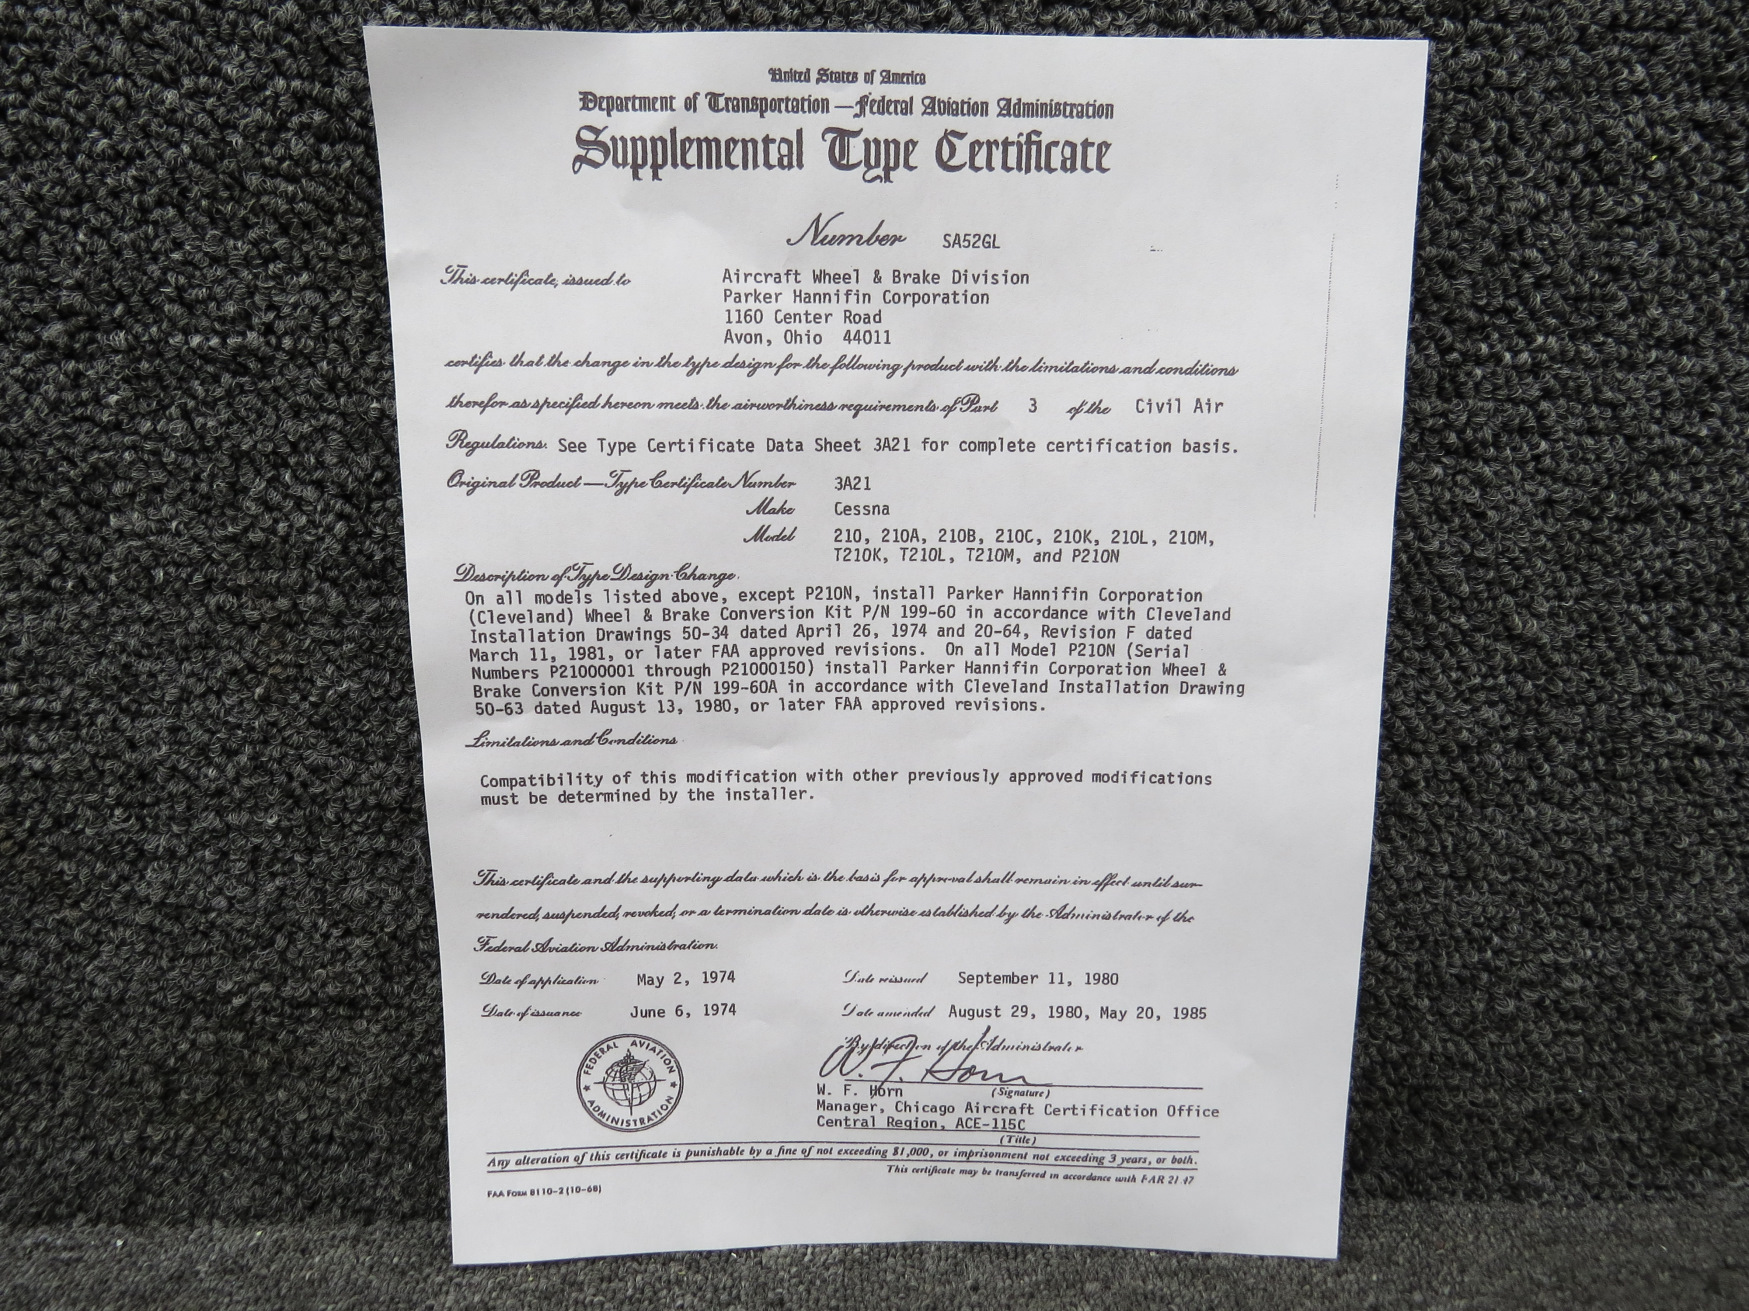 United States of America
Department of Transportation — Federal Aviation Administration
Supplemental Type Certificate
Number SA52GL
This certificate, issued to Aircraft Wheel & Brake Division
Parker Hannifin Corporation
1160 Center Road
Avon, Ohio 44011
certifies that the change in the type design for the following product with the limitations and conditions
therefor as specified hereon meets the airworthiness requirements of Part 3 of the Civil Air
Regulations. See Type Certificate Data Sheet 3A21 for complete certification basis.
Original Product — Type Certificate Number 3A21
Make Cessna
Model 210, 210A, 210B, 210C, 210K, 210L, 210M,
T210K, T210L, T210M, and P210N
Description of Type Design Change.
On all models listed above, except P210N, install Parker Hannifin Corporation
(Cleveland) Wheel & Brake Conversion Kit P/N 199-60 in accordance with Cleveland
Installation Drawings 50-34 dated April 26, 1974 and 20-64, Revision F dated
March 11, 1981, or later FAA approved revisions. On all Model P210N (Serial
Numbers P21000001 through P21000150) install Parker Hannifin Corporation Wheel &
Brake Conversion Kit P/N 199-60A in accordance with Cleveland Installation Drawing
50-63 dated August 13, 1980, or later FAA approved revisions.
Limitations and Conditions
Compatibility of this modification with other previously approved modifications
must be determined by the installer.
This certificate and the supporting data which is the basis for approval shall remain in effect until sur-
rendered, suspended, revoked, or a termination date is otherwise established by the Administrator of the
Federal Aviation Administration.
Date of application May 2, 1974 Date reissued September 11, 1980
Date of issuance June 6, 1974 Date amended August 29, 1980, May 20, 1985
By direction of the Administrator
W. F. Horn
FEDERAL AVIATION ADMINISTRATION
W. F. Horn (Signature)
Manager, Chicago Aircraft Certification Office
Central Region, ACE-115C
(Title)
Any alteration of this certificate is punishable by a fine of not exceeding $1,000, or imprisonment not exceeding 3 years, or both.
This certificate may be transferred in accordance with FAR 21.47
FAA Form 8110-2 (10-68)